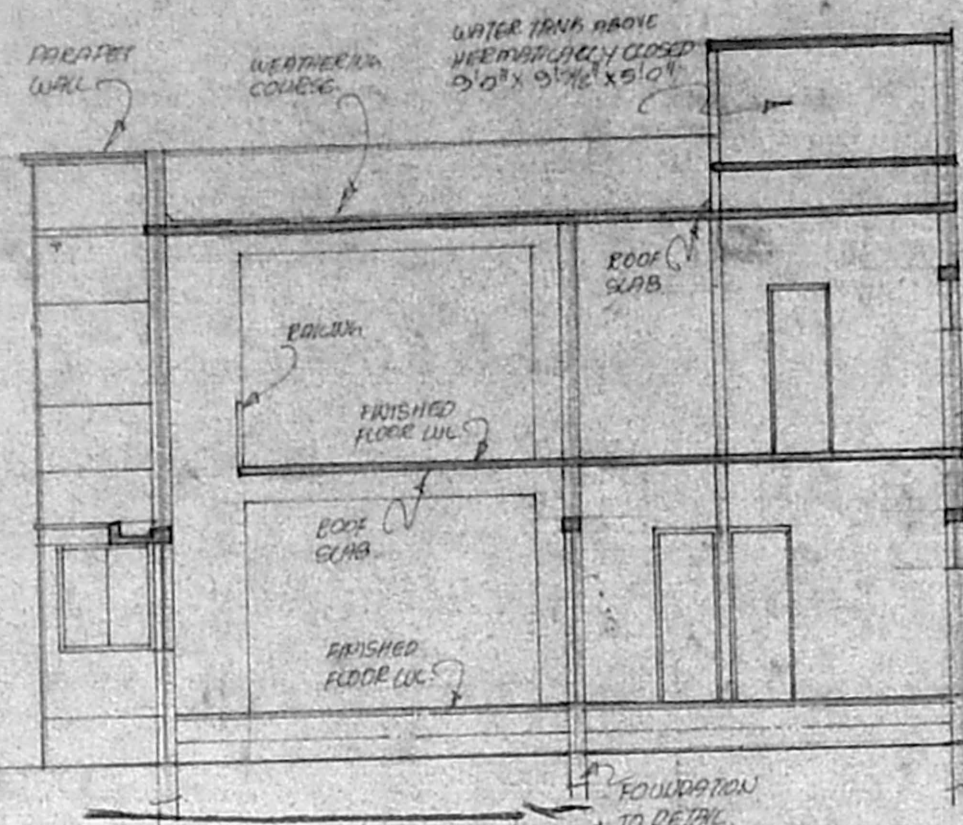 PARAPET
WALL
WEATHERING
COURSE
WATER TANK ABOVE
HERMATICALLY CLOSED
ROOF
SLAB
RAILING
FINISHED
FLOOR LVL
ROOF
SLAB
FINISHED
FLOOR LVL
FOUNDATION
TO DETAIL